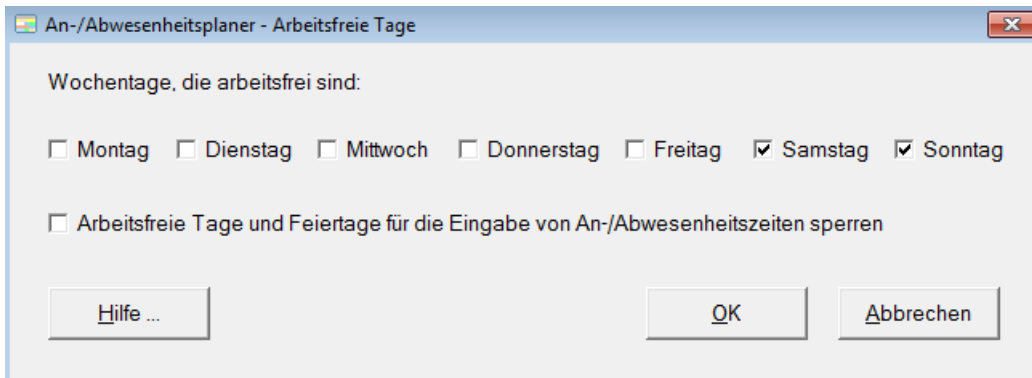 An-/Abwesenheitsplaner - Arbeitsfreie Tage
Wochentage, die arbeitsfrei sind:
Montag Dienstag Mittwoch Donnerstag Freitag Samstag Sonntag
Arbeitsfreie Tage und Feiertage für die Eingabe von An-/Abwesenheitszeiten sperren
Hilfe ... OK Abbrechen